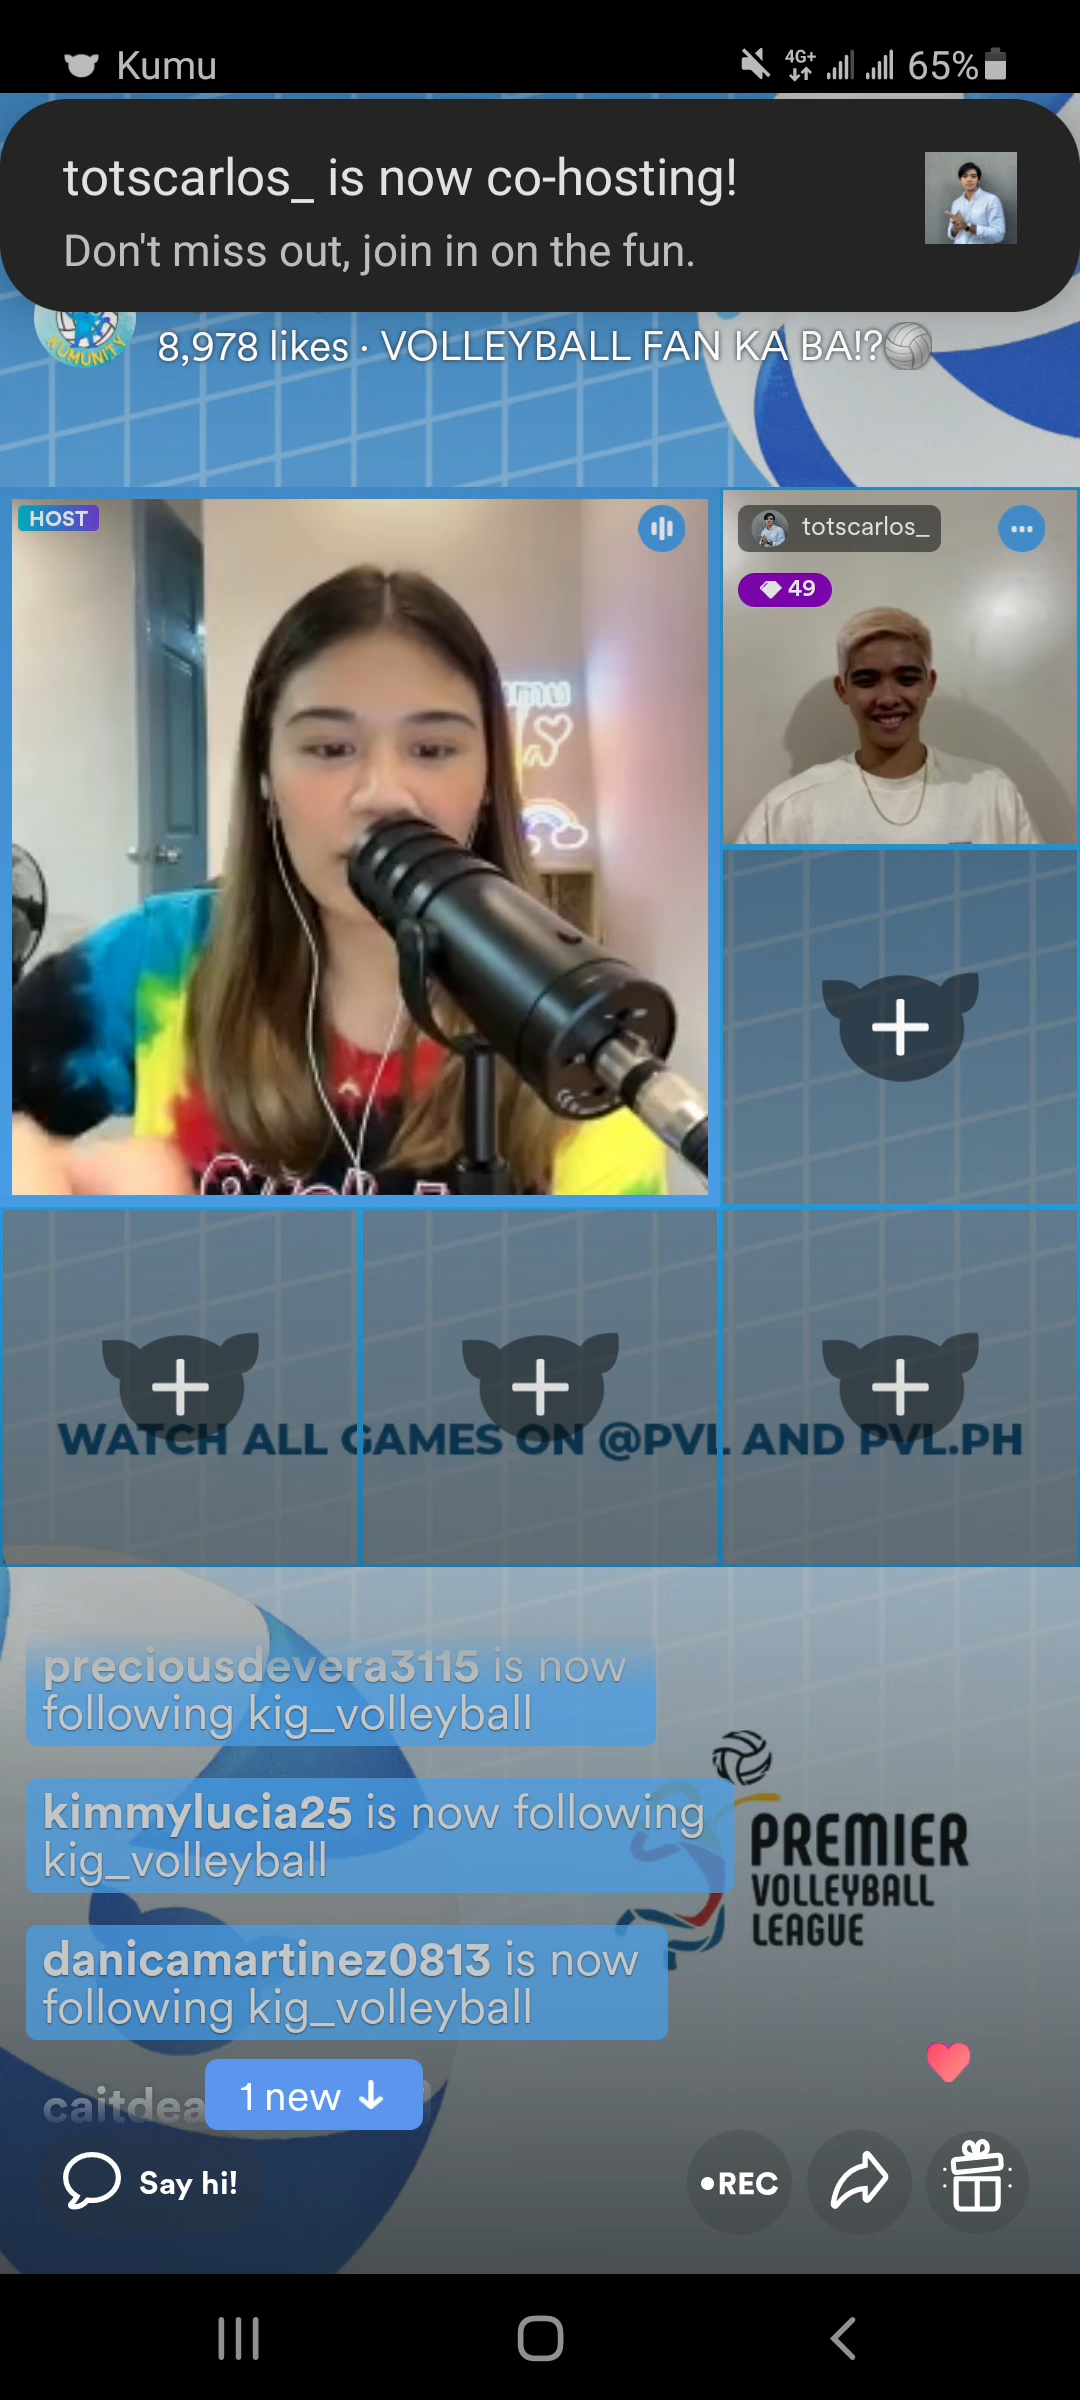 Kumu
4G+
65%
totscarlos_ is now co-hosting!
Don't miss out, join in on the fun.
KUMUNITY
8,978 likes · VOLLEYBALL FAN KA BA!?
HOST
totscarlos_
49
WATCH ALL GAMES ON @PVL AND PVL.PH
preciousdevera3115 is now
following kig_volleyball
kimmylucia25 is now following
kig_volleyball
danicamartinez0813 is now
following kig_volleyball
PREMIER
VOLLEYBALL
LEAGUE
1 new
Say hi!
•REC